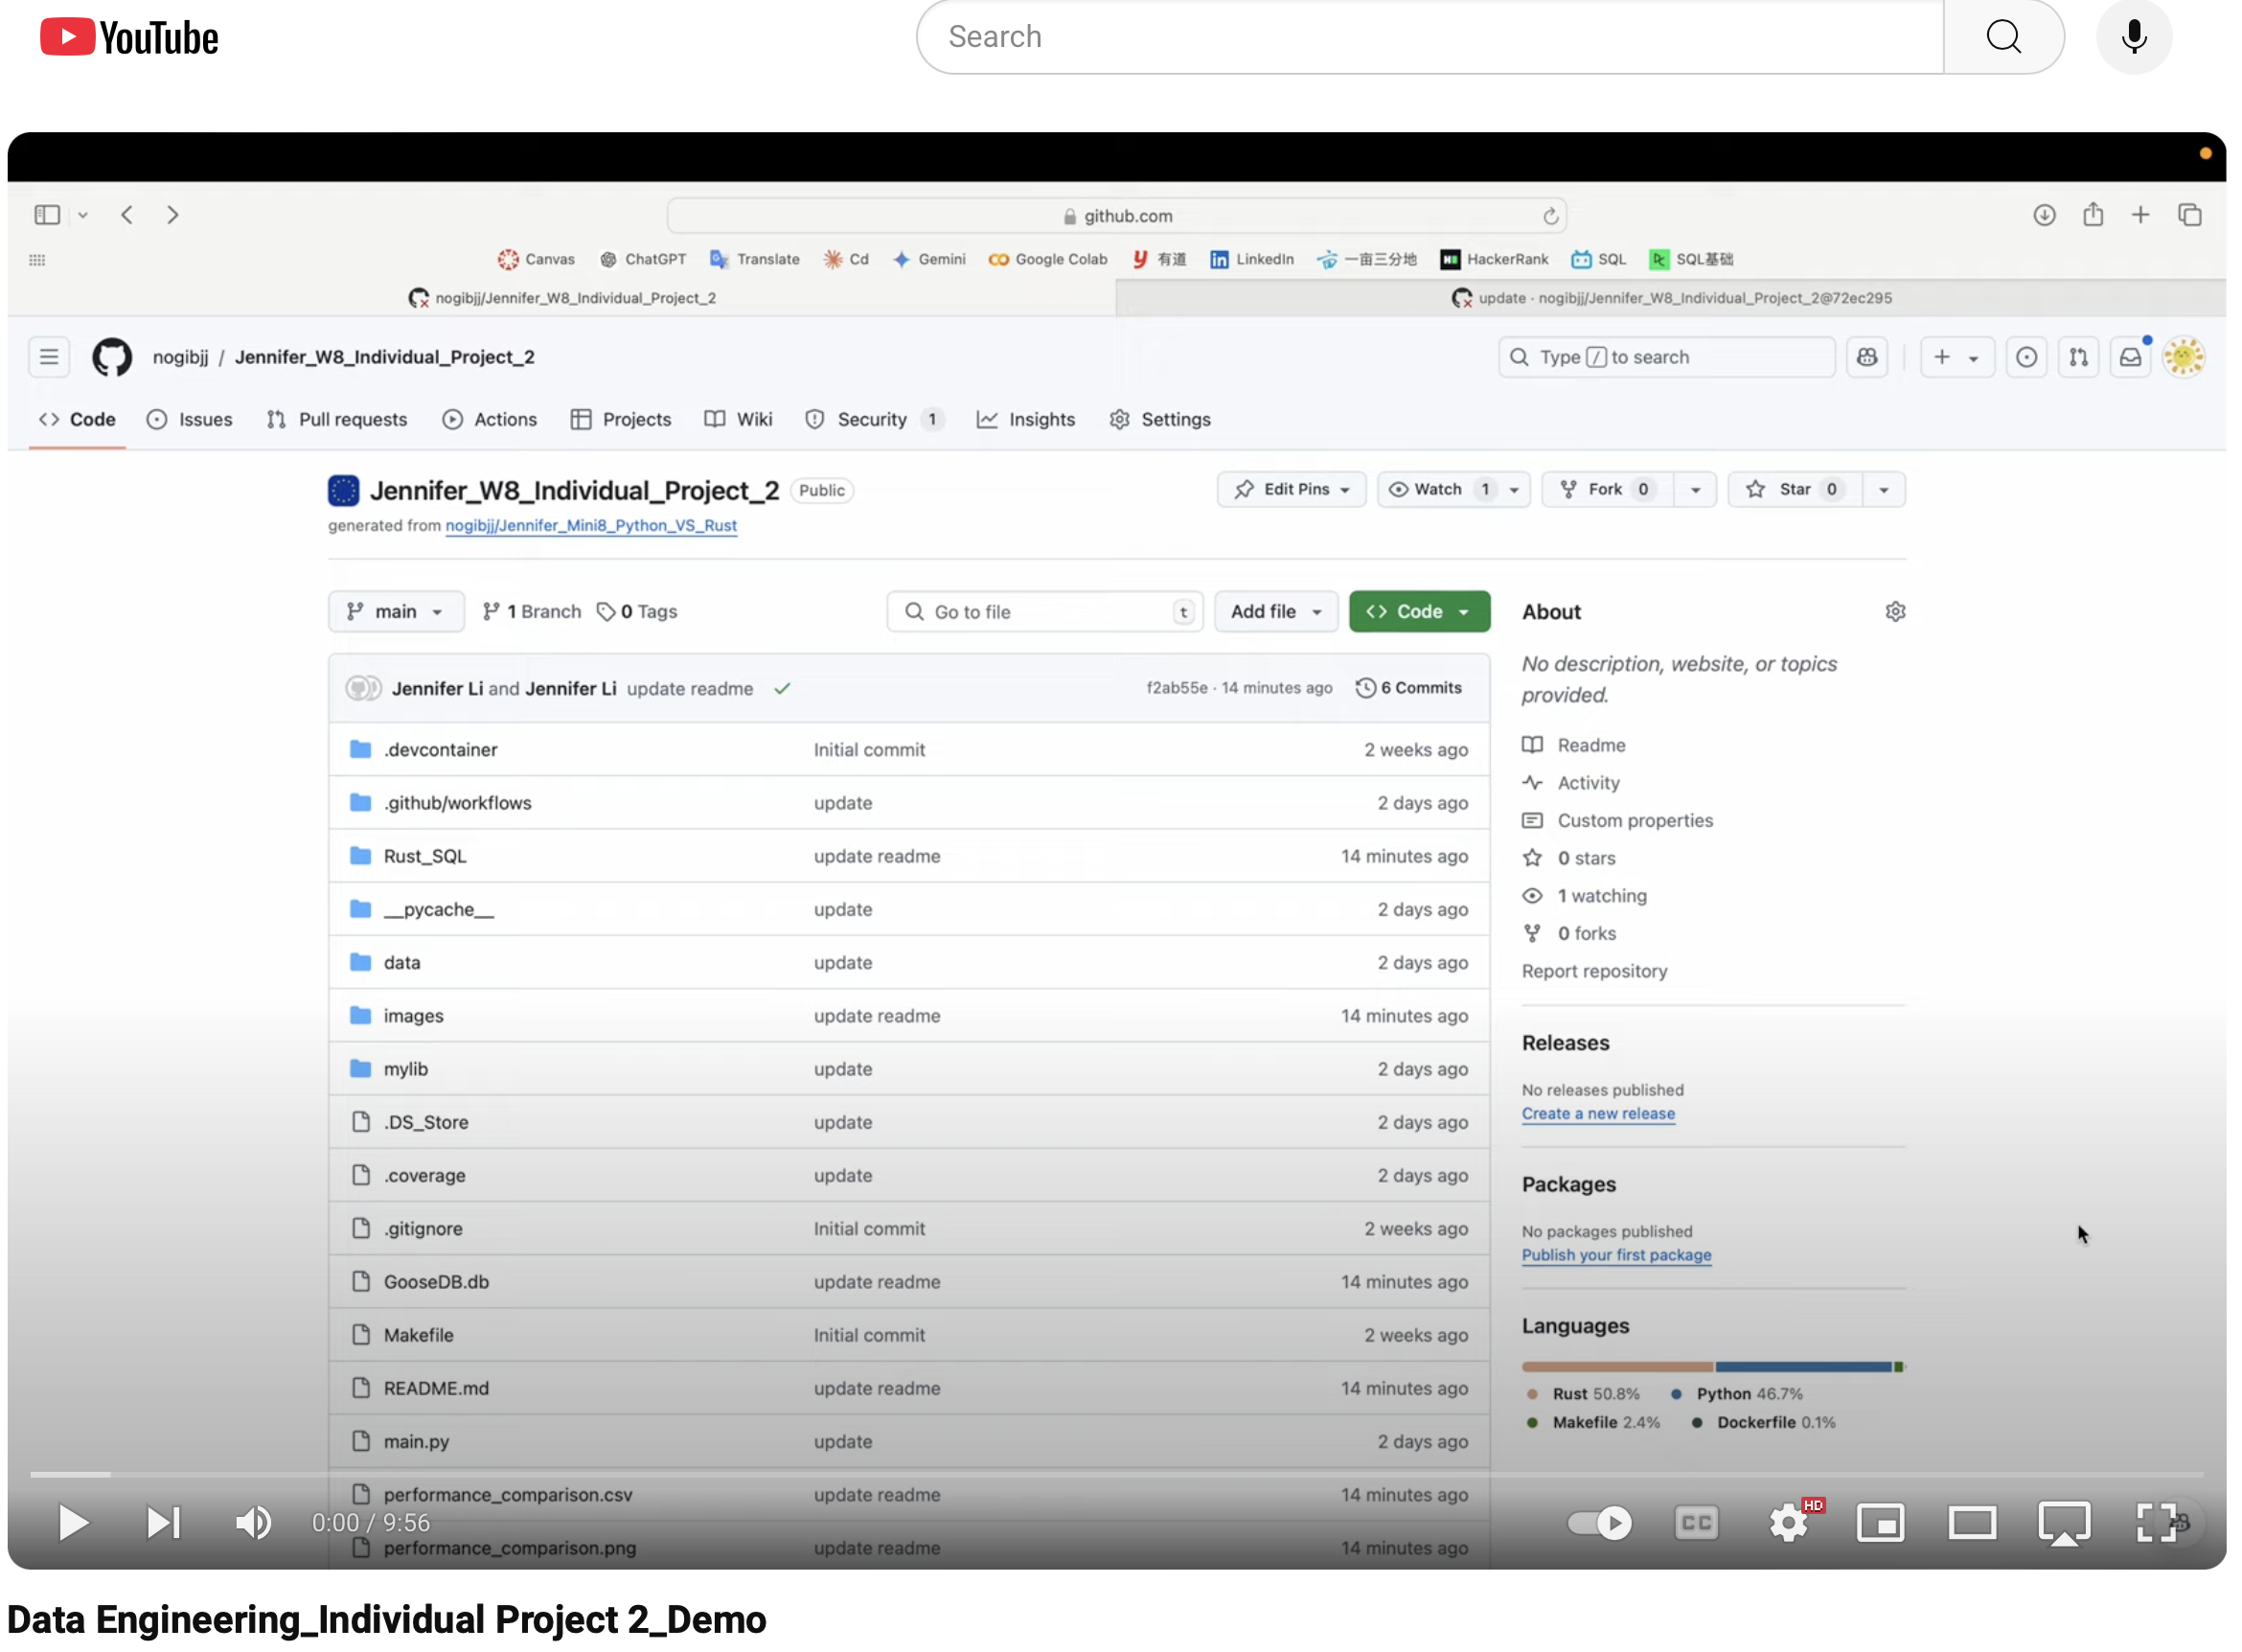 YouTube
Search
github.com
Canvas ChatGPT Translate Cd Gemini Google Colab 有道 LinkedIn 一亩三分地 HackerRank SQL SQL基础
nogibjj/Jennifer_W8_Individual_Project_2
update · nogibjj/Jennifer_W8_Individual_Project_2@72ec295
nogibjj / Jennifer_W8_Individual_Project_2
Type / to search
Code Issues Pull requests Actions Projects Wiki Security 1 Insights Settings
Jennifer_W8_Individual_Project_2 Public
Edit Pins Watch 1 Fork 0 Star 0
generated from nogibjj/Jennifer_Mini8_Python_VS_Rust
main 1 Branch 0 Tags Go to file t Add file Code
Jennifer Li and Jennifer Li update readme f2ab55e · 14 minutes ago 6 Commits
.devcontainer Initial commit 2 weeks ago
.github/workflows update 2 days ago
Rust_SQL update readme 14 minutes ago
__pycache__ update 2 days ago
data update 2 days ago
images update readme 14 minutes ago
mylib update 2 days ago
.DS_Store update 2 days ago
.coverage update 2 days ago
.gitignore Initial commit 2 weeks ago
GooseDB.db update readme 14 minutes ago
Makefile Initial commit 2 weeks ago
README.md update readme 14 minutes ago
main.py update 2 days ago
performance_comparison.csv update readme 14 minutes ago
performance_comparison.png update readme 14 minutes ago
About
No description, website, or topics
provided.
Readme
Activity
Custom properties
0 stars
1 watching
0 forks
Report repository
Releases
No releases published
Create a new release
Packages
No packages published
Publish your first package
Languages
Rust 50.8% Python 46.7%
Makefile 2.4% Dockerfile 0.1%
0:00 / 9:56
CC HD
Data Engineering_Individual Project 2_Demo